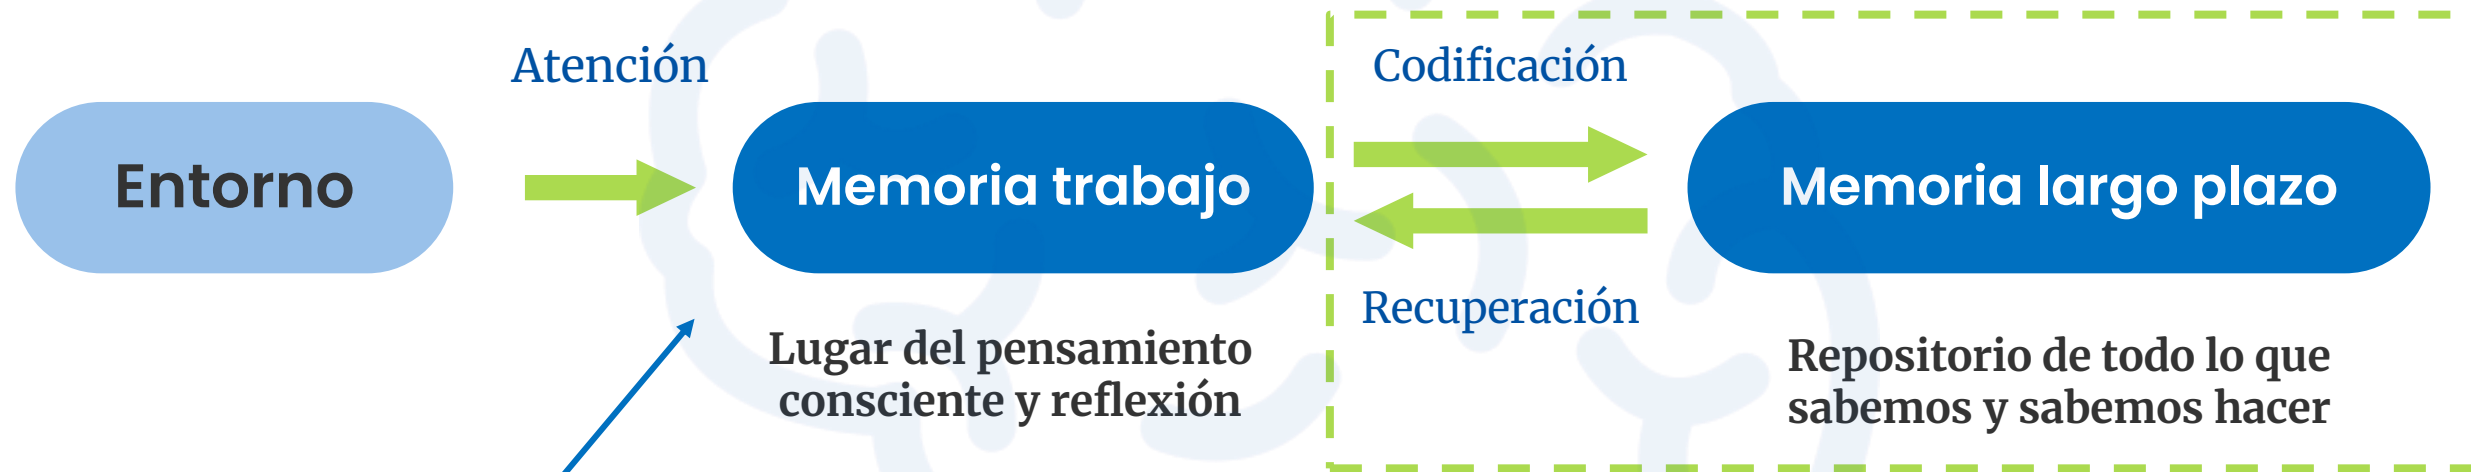 Atención
Codificación
Entorno
Memoria trabajo
Memoria largo plazo
Recuperación
Lugar del pensamiento
consciente y reflexión
Repositorio de todo lo que
sabemos y sabemos hacer